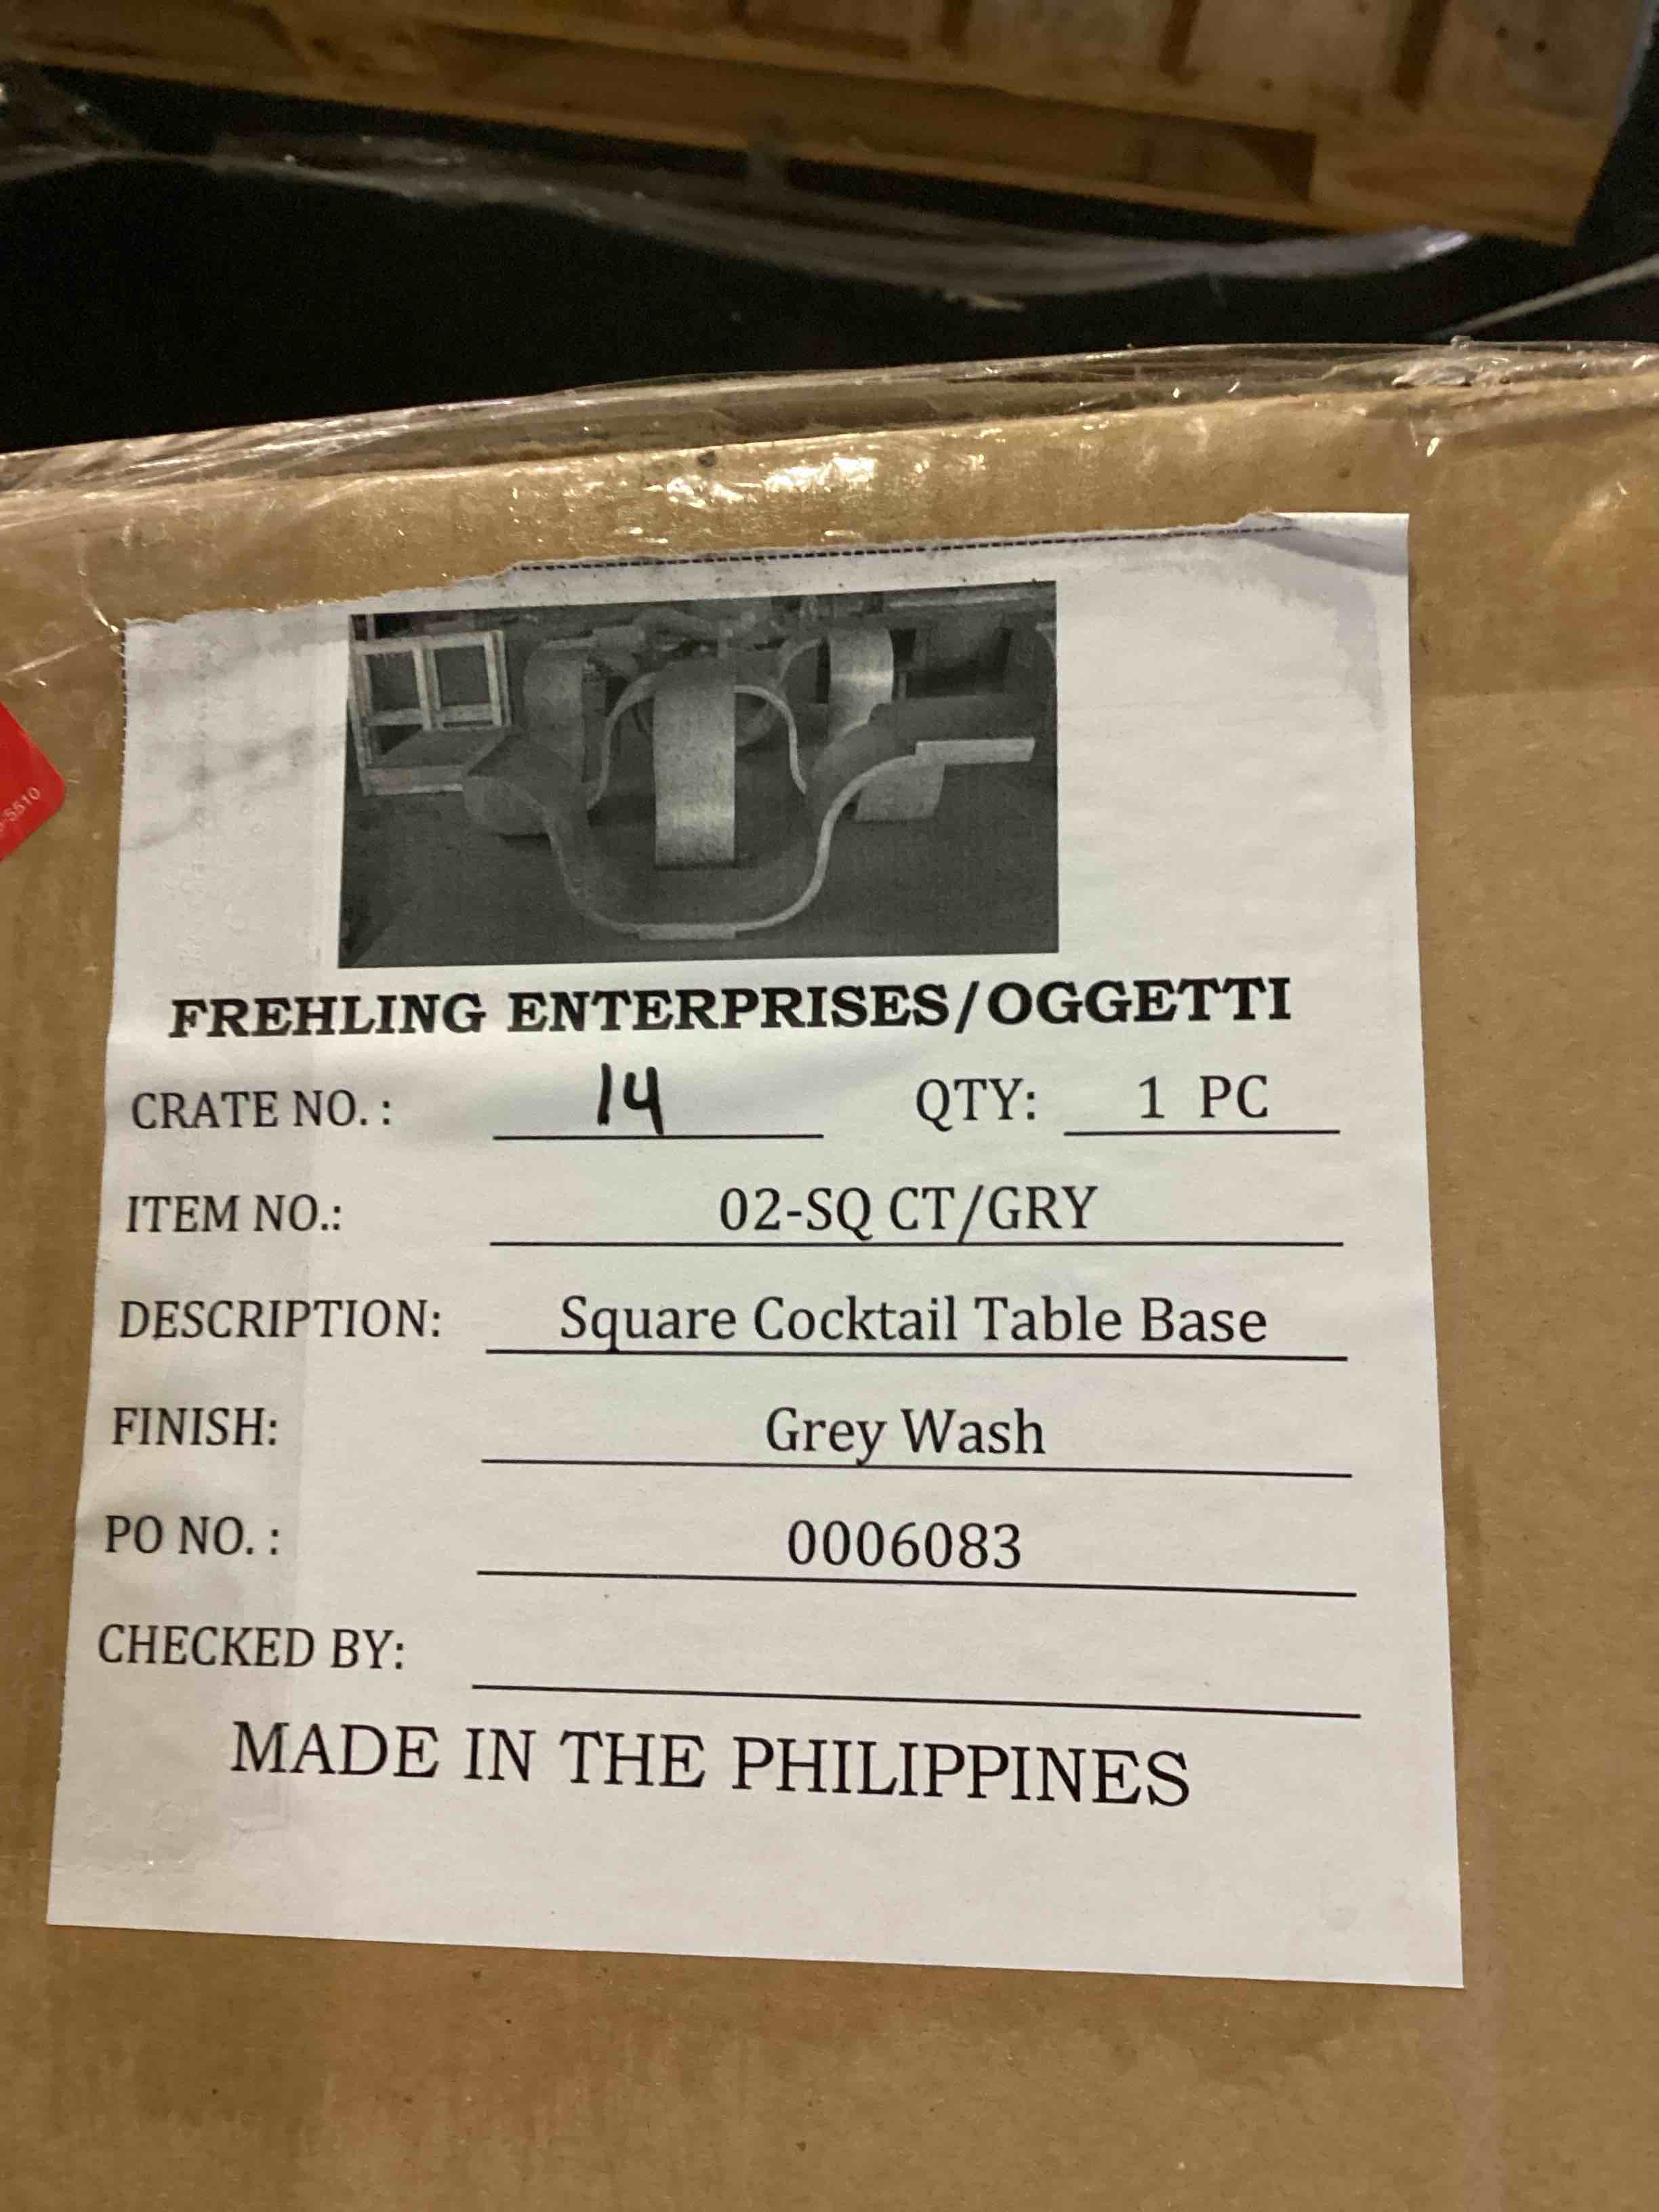 FREHLING ENTERPRISES/OGGETTI
CRATE NO. : 14 QTY: 1 PC
ITEM NO.: 02-SQ CT/GRY
DESCRIPTION: Square Cocktail Table Base
FINISH: Grey Wash
PO NO. : 0006083
CHECKED BY:
MADE IN THE PHILIPPINES